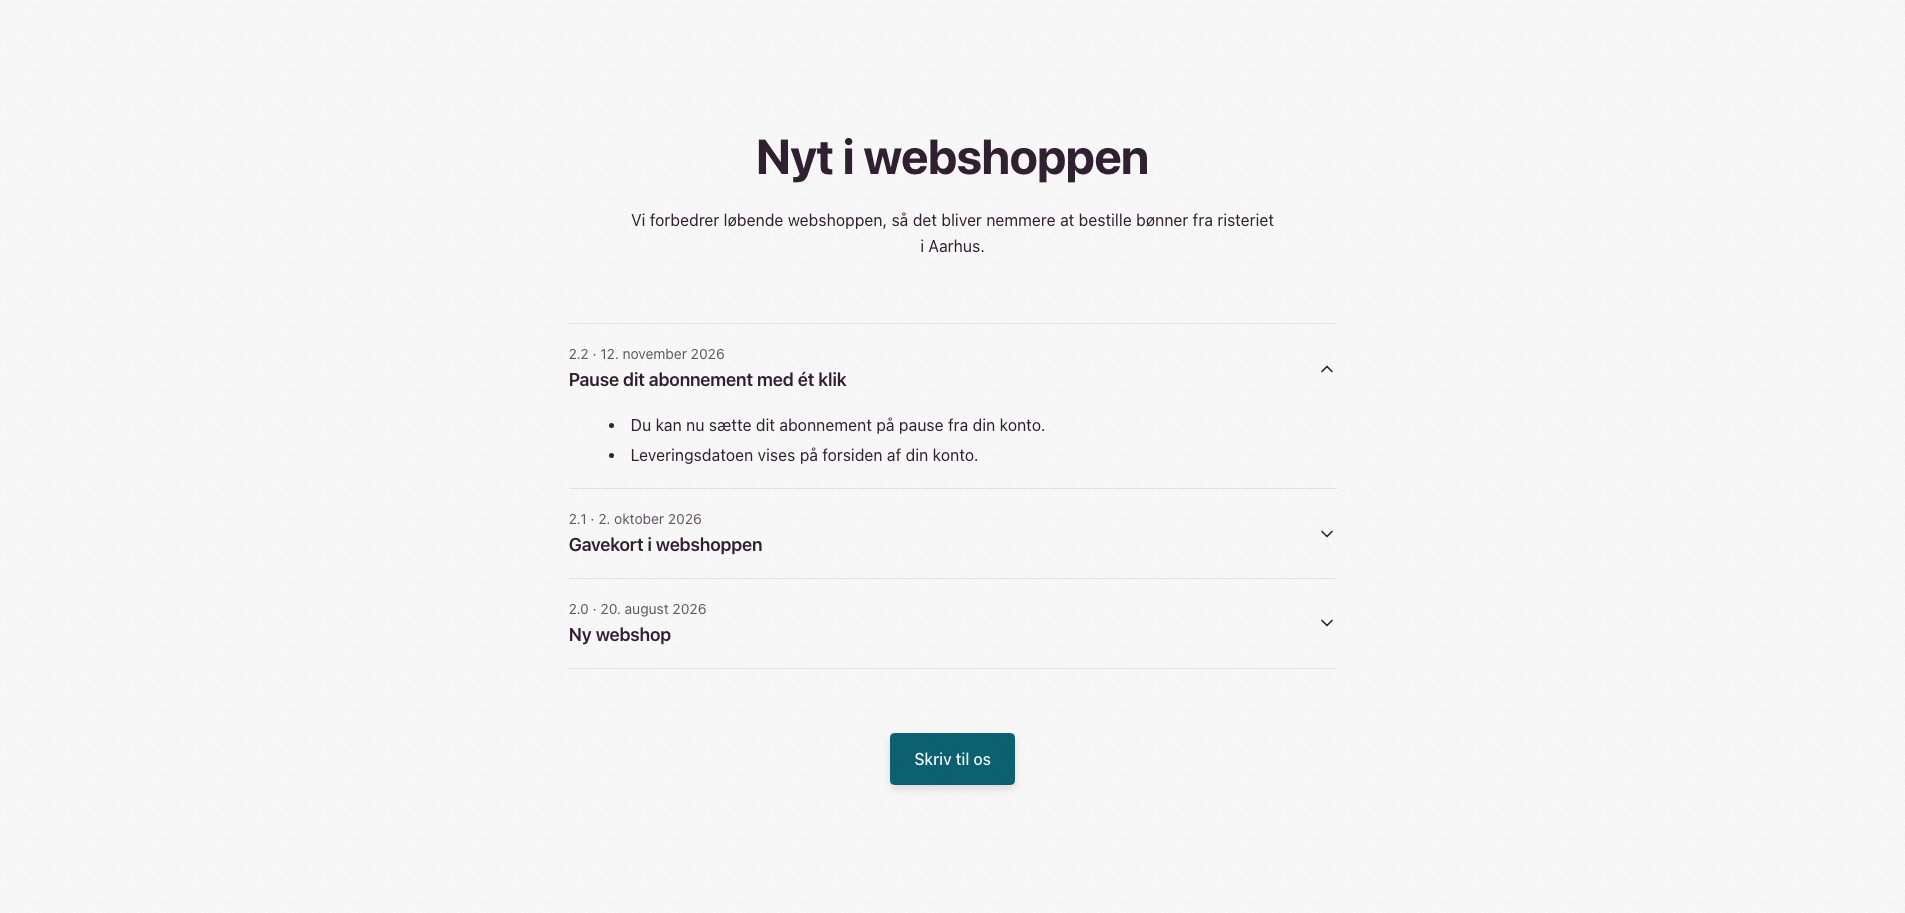 Nyt i webshoppen
Vi forbedrer løbende webshoppen, så det bliver nemmere at bestille bønner fra risteriet
i Aarhus.
2.2 · 12. november 2026
Pause dit abonnement med ét klik
• Du kan nu sætte dit abonnement på pause fra din konto.
• Leveringsdatoen vises på forsiden af din konto.
2.1 · 2. oktober 2026
Gavekort i webshoppen
2.0 · 20. august 2026
Ny webshop
Skriv til os